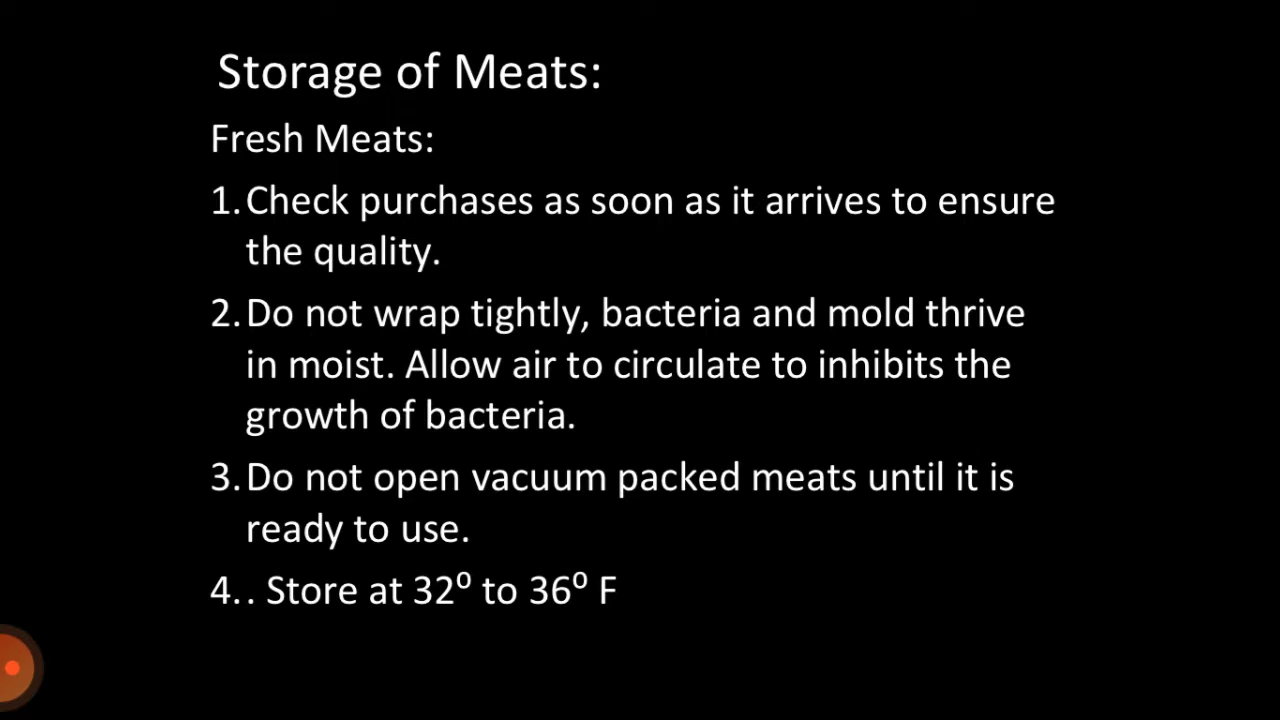 Storage of Meats:
Fresh Meats:
1. Check purchases as soon as it arrives to ensure
the quality.
2. Do not wrap tightly, bacteria and mold thrive
in moist. Allow air to circulate to inhibits the
growth of bacteria.
3. Do not open vacuum packed meats until it is
ready to use.
4. . Store at 32⁰ to 36⁰ F